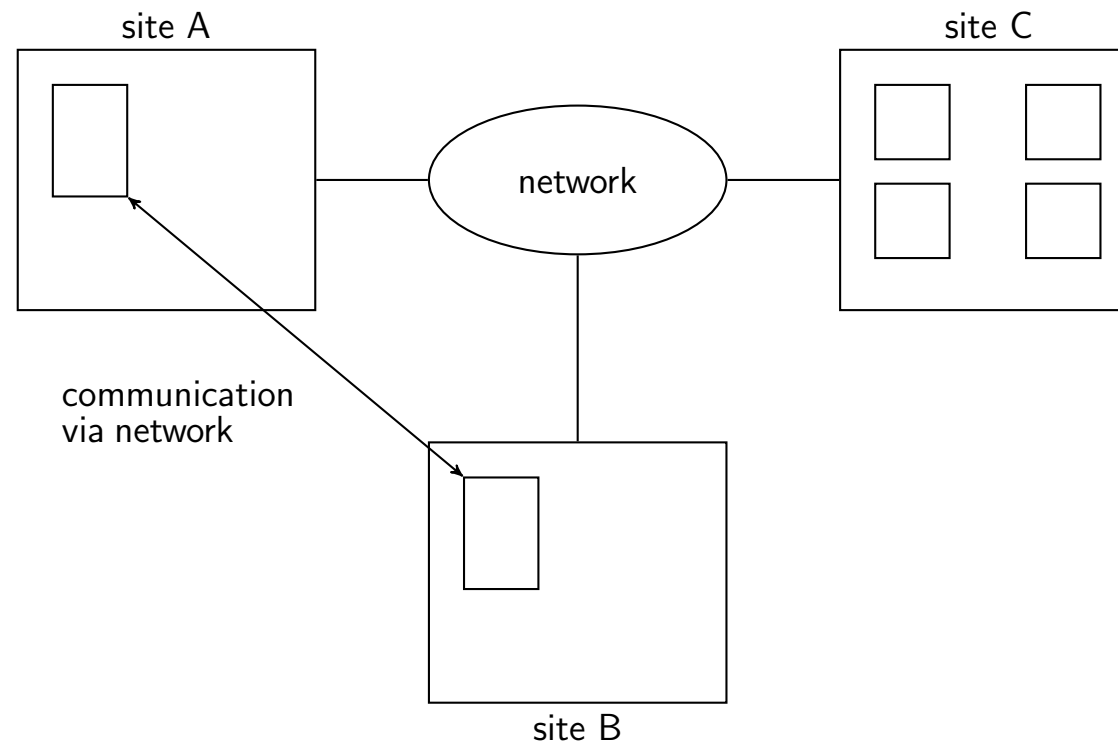 site A
site C
network
communication
via network
site B